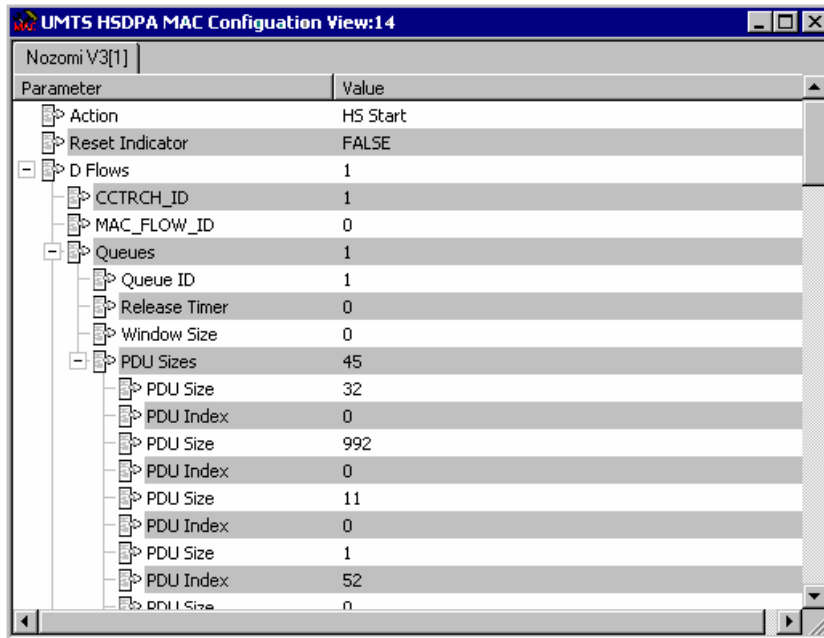 UMTS HSDPA MAC Configuation View:14
Nozomi V3[1]
Parameter Value
Action HS Start
Reset Indicator FALSE
D Flows 1
CCTRCH_ID 1
MAC_FLOW_ID 0
Queues 1
Queue ID 1
Release Timer 0
Window Size 0
PDU Sizes 45
PDU Size 32
PDU Index 0
PDU Size 992
PDU Index 0
PDU Size 11
PDU Index 0
PDU Size 1
PDU Index 52
PDU Size 0